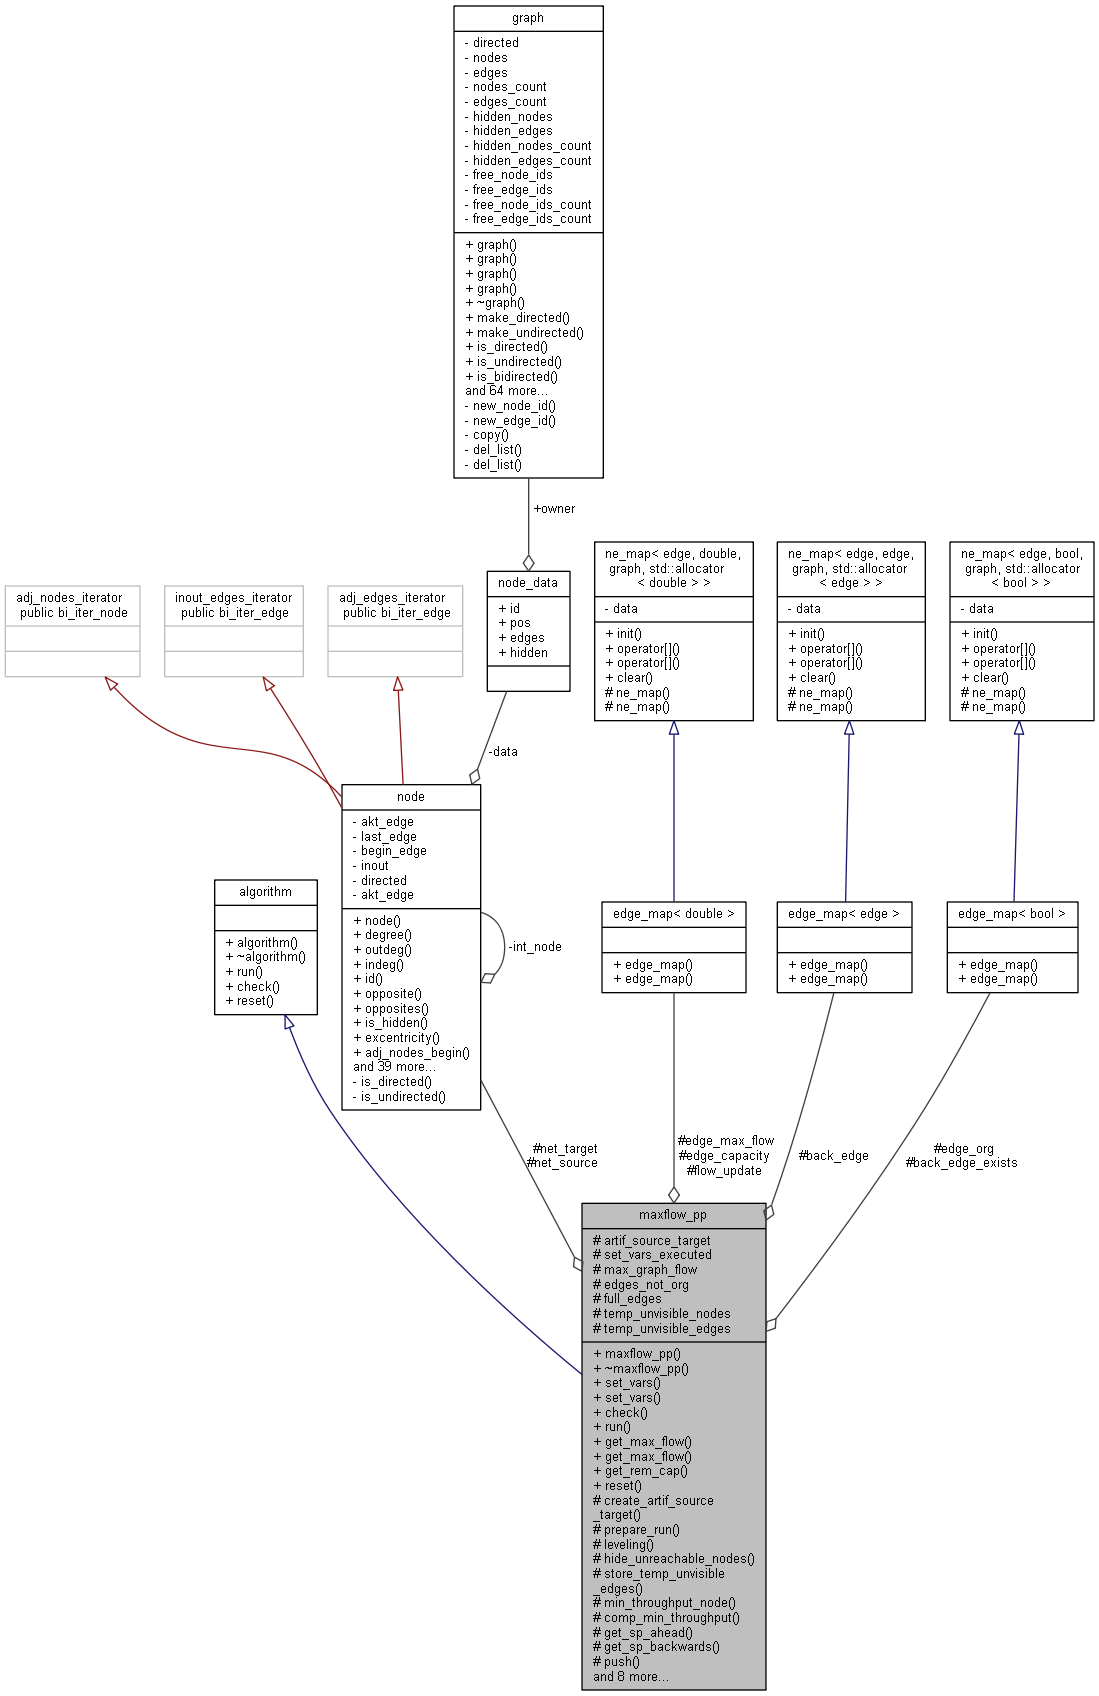 graph
- directed
- nodes
- edges
- nodes_count
- edges_count
- hidden_nodes
- hidden_edges
- hidden_nodes_count
- hidden_edges_count
- free_node_ids
- free_edge_ids
- free_node_ids_count
- free_edge_ids_count
+ graph()
+ graph()
+ graph()
+ graph()
+ ~graph()
+ make_directed()
+ make_undirected()
+ is_directed()
+ is_undirected()
+ is_bidirected()
and 64 more...
- new_node_id()
- new_edge_id()
- copy()
- del_list()
- del_list()
+owner
adj_nodes_iterator
public bi_iter_node
inout_edges_iterator
public bi_iter_edge
adj_edges_iterator
public bi_iter_edge
node_data
+ id
+ pos
+ edges
+ hidden
ne_map< edge, double,
graph, std::allocator
< double > >
- data
+ init()
+ operator[]()
+ operator[]()
+ clear()
# ne_map()
# ne_map()
ne_map< edge, edge,
graph, std::allocator
< edge > >
- data
+ init()
+ operator[]()
+ operator[]()
+ clear()
# ne_map()
# ne_map()
ne_map< edge, bool,
graph, std::allocator
< bool > >
- data
+ init()
+ operator[]()
+ operator[]()
+ clear()
# ne_map()
# ne_map()
-data
node
- akt_edge
- last_edge
- begin_edge
- inout
- directed
- akt_edge
+ node()
+ degree()
+ outdeg()
+ indeg()
+ id()
+ opposite()
+ opposites()
+ is_hidden()
+ excentricity()
+ adj_nodes_begin()
and 39 more...
- is_directed()
- is_undirected()
-int_node
algorithm
+ algorithm()
+ ~algorithm()
+ run()
+ check()
+ reset()
edge_map< double >
+ edge_map()
+ edge_map()
edge_map< edge >
+ edge_map()
+ edge_map()
edge_map< bool >
+ edge_map()
+ edge_map()
#net_target
#net_source
#edge_max_flow
#edge_capacity
#flow_update
#back_edge
#edge_org
#back_edge_exists
maxflow_pp
# artif_source_target
# set_vars_executed
# max_graph_flow
# edges_not_org
# full_edges
# temp_unvisible_nodes
# temp_unvisible_edges
+ maxflow_pp()
+ ~maxflow_pp()
+ set_vars()
+ set_vars()
+ check()
+ run()
+ get_max_flow()
+ get_max_flow()
+ get_rem_cap()
+ reset()
# create_artif_source
_target()
# prepare_run()
# leveling()
# hide_unreachable_nodes()
# store_temp_unvisible
_edges()
# min_throughput_node()
# comp_min_throughput()
# get_sp_ahead()
# get_sp_backwards()
# push()
and 8 more...